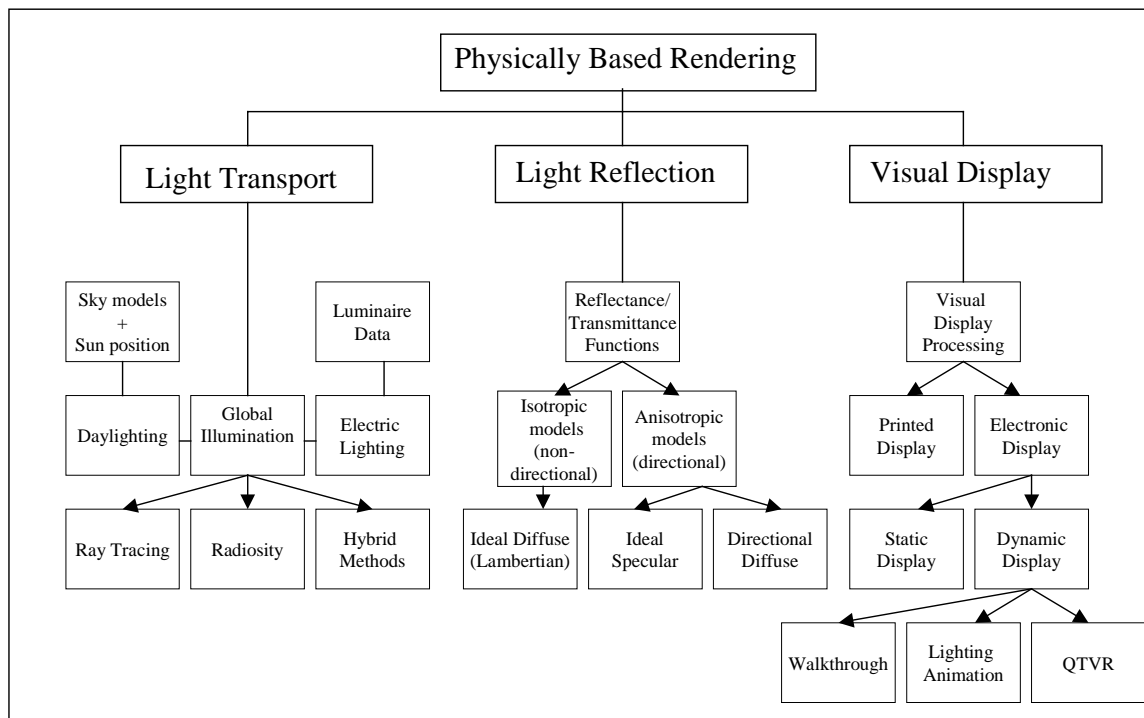 Physically Based Rendering
Light Transport
Light Reflection
Visual Display
Sky models
+
Sun position
Luminaire
Data
Reflectance/
Transmittance
Functions
Visual
Display
Processing
Daylighting
Global
Illumination
Electric
Lighting
Isotropic
models
(non-
directional)
Anisotropic
models
(directional)
Printed
Display
Electronic
Display
Ray Tracing
Radiosity
Hybrid
Methods
Ideal Diffuse
(Lambertian)
Ideal
Specular
Directional
Diffuse
Static
Display
Dynamic
Display
Walkthrough
Lighting
Animation
QTVR